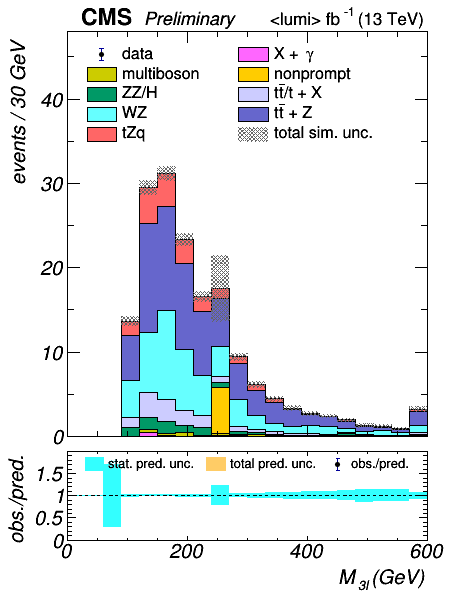 CMS Preliminary <lumi> fb⁻¹ (13 TeV)
events / 30 GeV
data
multiboson
ZZ/H
WZ
tZq
X + γ
nonprompt
tt̄/t + X
tt̄ + Z
total sim. unc.
40
30
20
10
0
obs./pred.
stat. pred. unc. total pred. unc. obs./pred.
1.5
1
0.5
0
0 200 400 600
M₃ₗ (GeV)